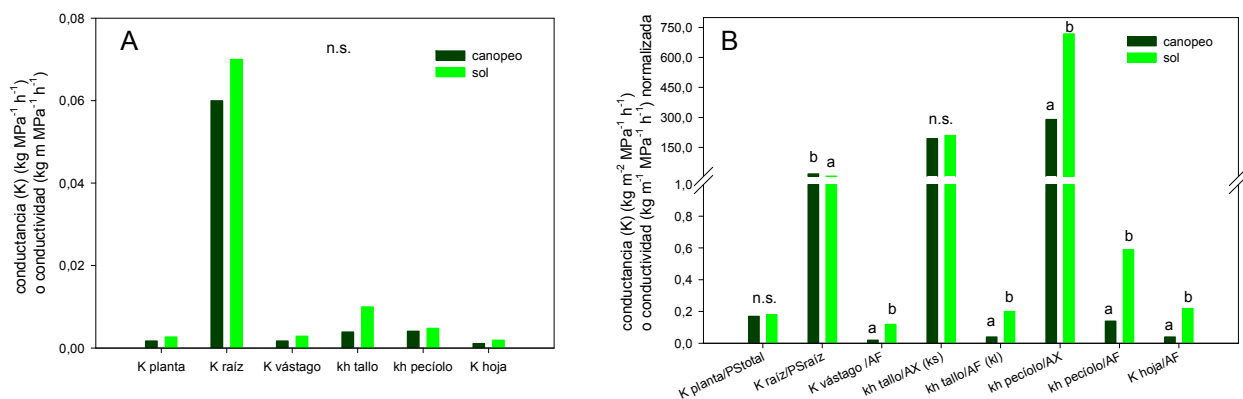 A
n.s.
canopeo
sol
conductancia (K) (kg MPa⁻¹ h⁻¹)
o conductividad (kg m MPa⁻¹ h⁻¹)
0,08
0,06
0,04
0,02
0,00
K planta
K raíz
K vástago
kh tallo
kh pecíolo
K hoja
B
canopeo
sol
conductancia (K) (kg m⁻² MPa⁻¹ h⁻¹)
o conductividad (kg m⁻¹ MPa⁻¹ h⁻¹) normalizada
750,0
600,0
450,0
300,0
150,0
1,0
0,8
0,6
0,4
0,2
0,0
n.s.
b
a
a
b
n.s.
a
b
a
b
a
b
a
b
K planta/PStotal
K raíz/PSraíz
K vástago /AF
kh tallo/AX (ks)
kh tallo/AF (kl)
kh pecíolo/AX
kh pecíolo/AF
K hoja/AF